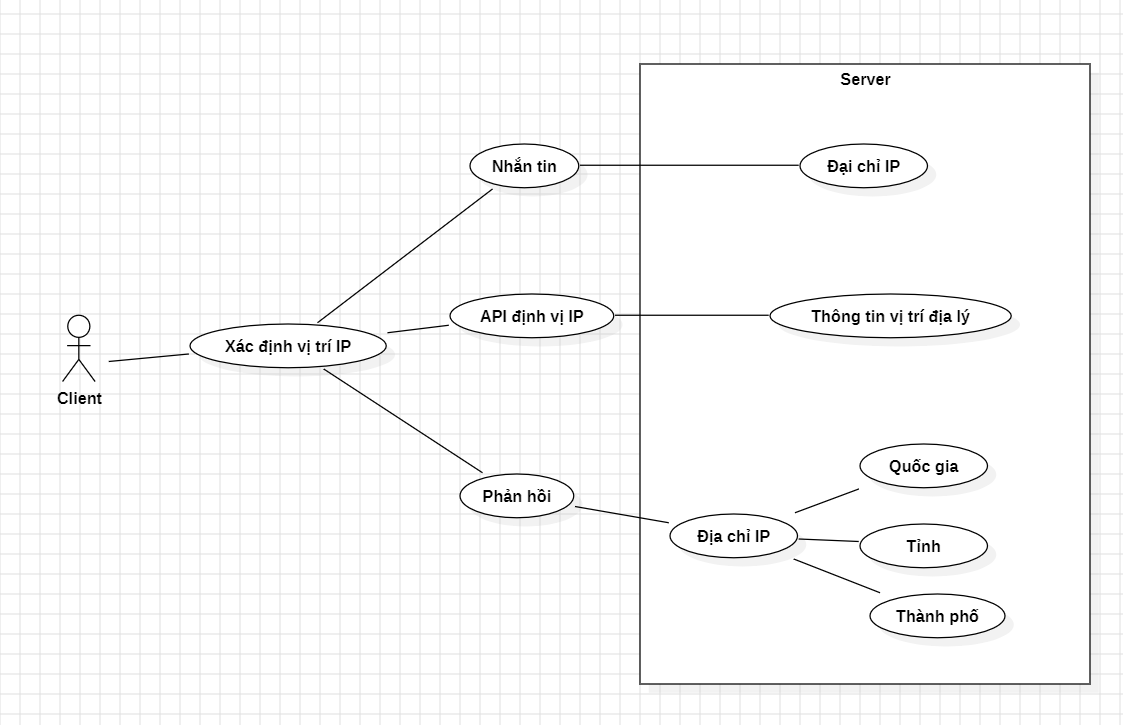 Server
Nhắn tin
Đại chỉ IP
API định vị IP
Thông tin vị trí địa lý
Xác định vị trí IP
Client
Quốc gia
Phản hồi
Địa chỉ IP
Tỉnh
Thành phố